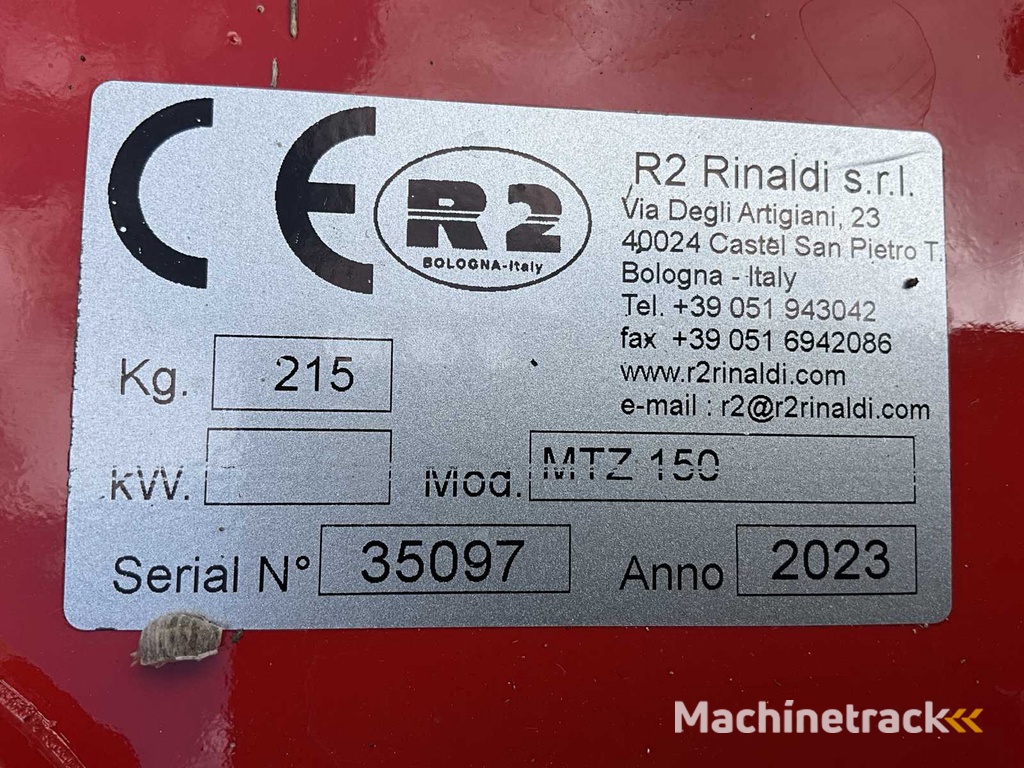 CE
R2
BOLOGNA-Italy
R2 Rinaldi s.r.l.
Via Degli Artigiani, 23
40024 Castel San Pietro T.
Bologna - Italy
Tel. +39 051 943042
fax +39 051 6942086
www.r2rinaldi.com
e-mail : r2@r2rinaldi.com
Kg. 215
kW. Mod. MTZ 150
Serial N° 35097 Anno 2023
Machinetrack